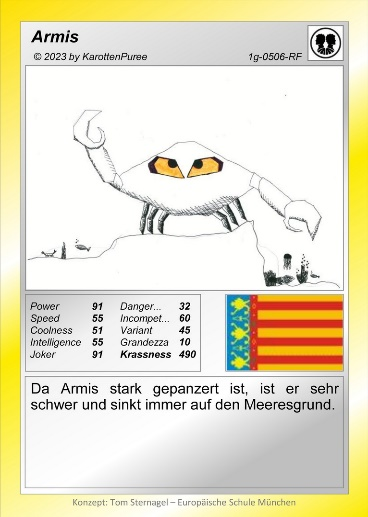 Armis
© 2023 by KarottenPuree 1g-0506-RF
Power 91 Danger... 32
Speed 55 Incompet... 60
Coolness 51 Variant 45
Intelligence 55 Grandezza 10
Joker 91 Krassness 490
Da Armis stark gepanzert ist, ist er sehr
schwer und sinkt immer auf den Meeresgrund.
Konzept: Tom Sternagel – Europäische Schule München